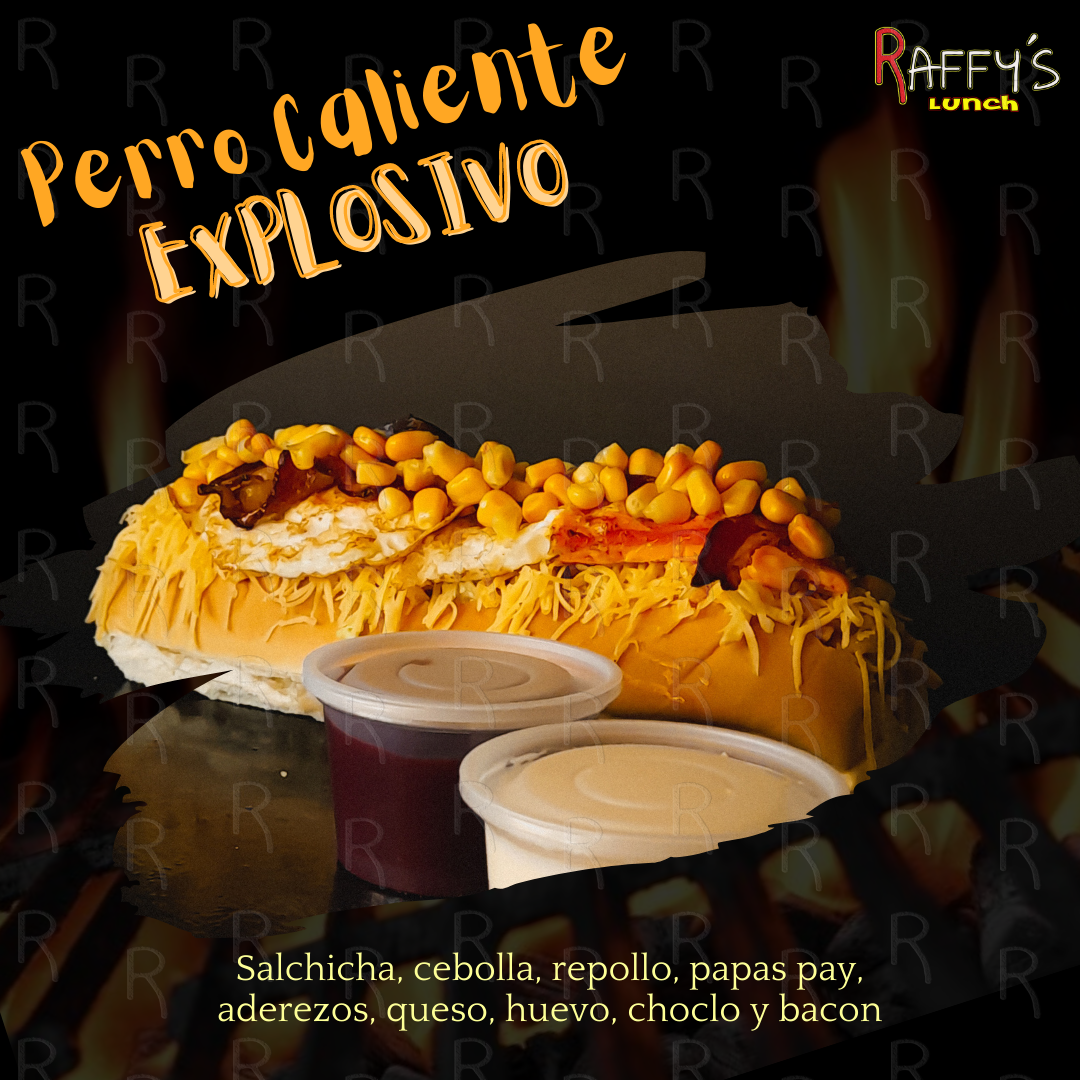 Perro Caliente
EXPLOSIVO
RAFFY´S
LUNCH
Salchicha, cebolla, repollo, papas pay,
aderezos, queso, huevo, choclo y bacon